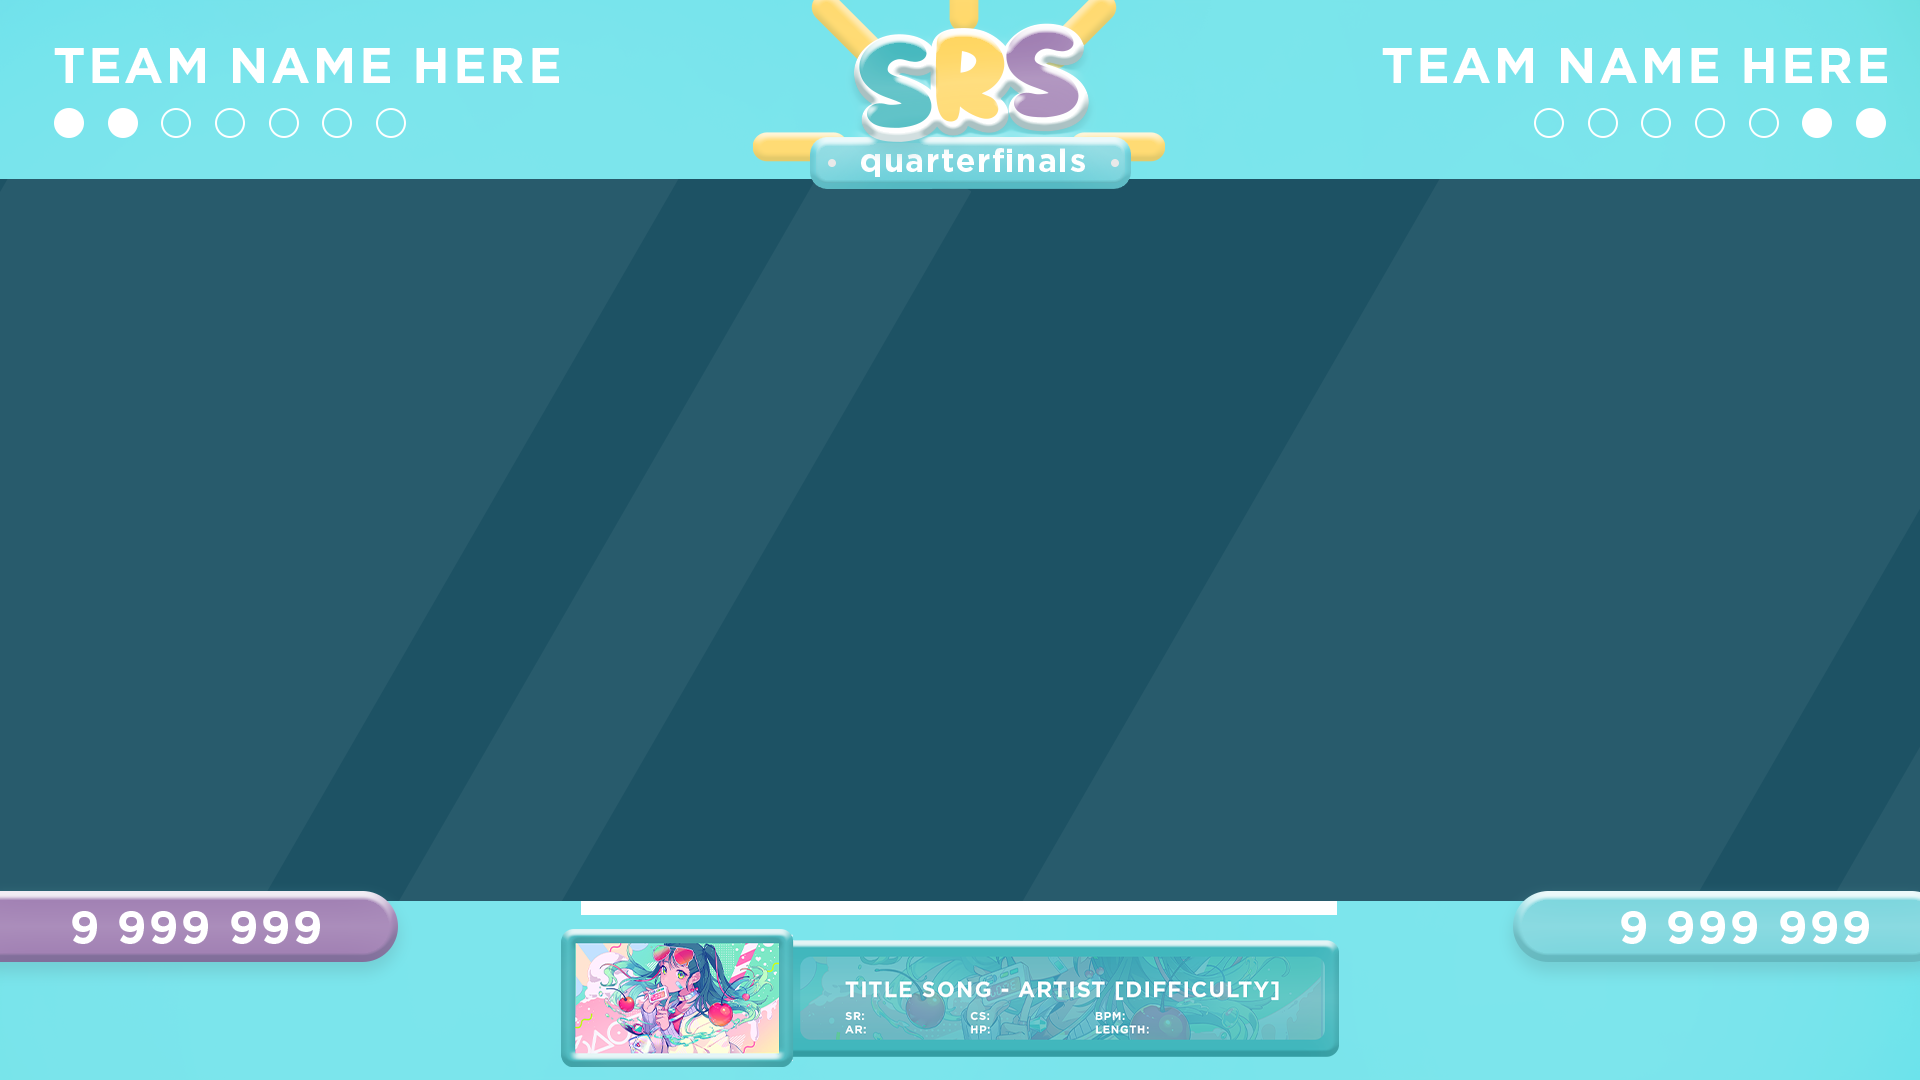 TEAM NAME HERE
SRS
TEAM NAME HERE
quarterfinals
9 999 999
9 999 999
TITLE SONG - ARTIST [DIFFICULTY]
SR: CS: BPM:
AR: HP: LENGTH: